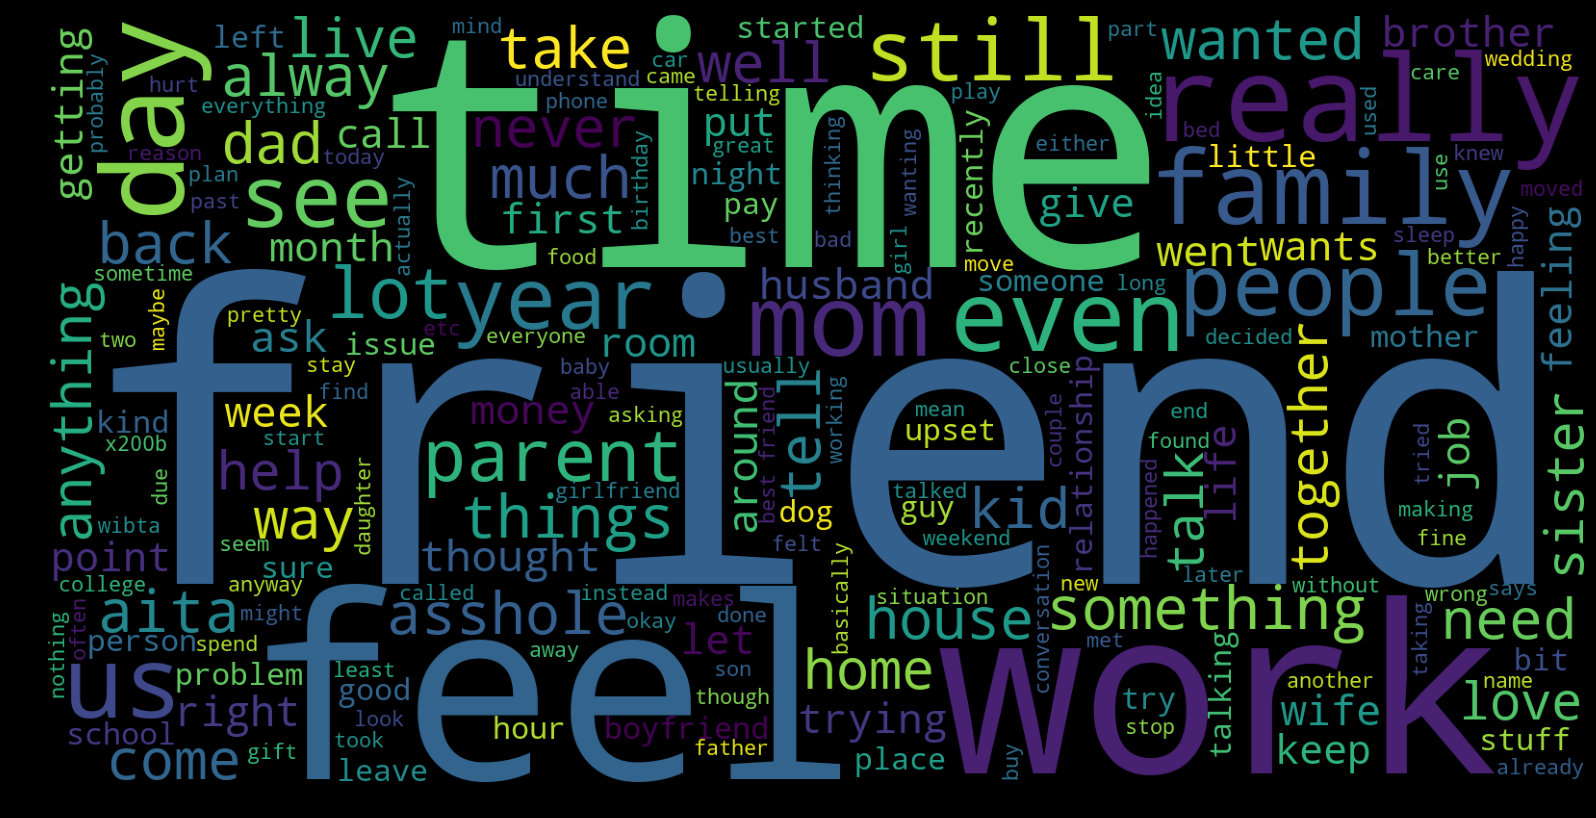 time
friend
feel
work
day
really
family
still
people
see
us
mom
even
year
lot
parent
things
way
house
something
home
need
love
asshole
aita
come
back
dad
alway
live
take
well
wanted
brother
never
much
call
first
month
put
night
pay
give
went
wants
little
husband
someone
mother
feeling
sister
job
together
life
talk
kid
guy
upset
relationship
around
tell
dog
money
room
ask
issue
week
help
anything
kind
point
thought
sure
person
problem
right
school
good
leave
hour
boyfriend
let
trying
place
talking
try
wife
keep
stuff
bit
getting
left
mind
started
part
wedding
care
car
came
understand
phone
telling
play
idea
used
bed
use
knew
moved
probably
hurt
everything
reason
today
plan
past
actually
birthday
great
thinking
wanting
recently
either
best
bad
girl
food
move
long
sleep
better
happy
sometime
two
maybe
pretty
etc
everyone
stay
find
baby
able
usually
close
decided
start
x200b
asking
best friend
working
mean
couple
end
found
tried
due
wibta
daughter
girlfriend
talked
weekend
happened
making
fine
seem
felt
college
anyway
called
instead
makes
okay
done
basically
situation
conversation
new
later
without
wrong
says
nothing
often
might
spend
least
away
son
though
met
taking
another
name
look
took
gift
father
stop
buy
already